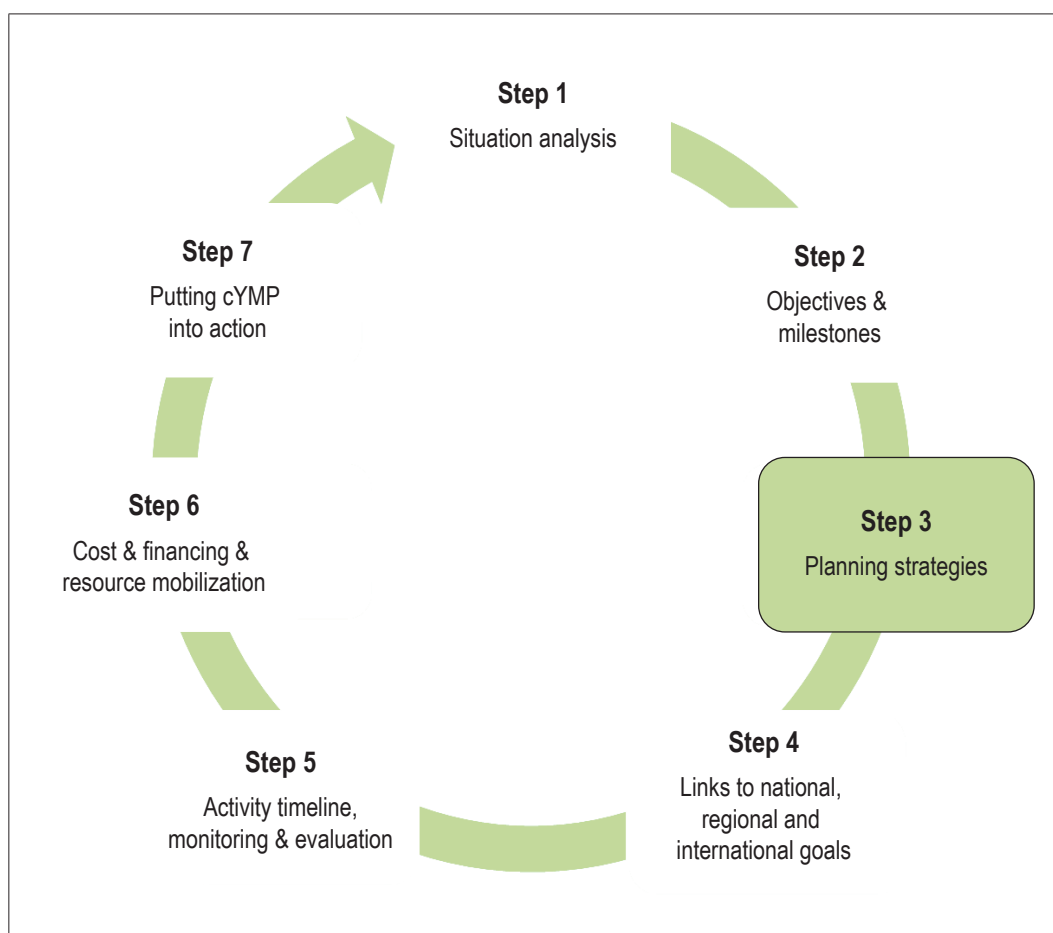 Step 1
Situation analysis
Step 2
Objectives &
milestones
Step 3
Planning strategies
Step 4
Links to national,
regional and
international goals
Step 5
Activity timeline,
monitoring & evaluation
Step 6
Cost & financing &
resource mobilization
Step 7
Putting cYMP
into action